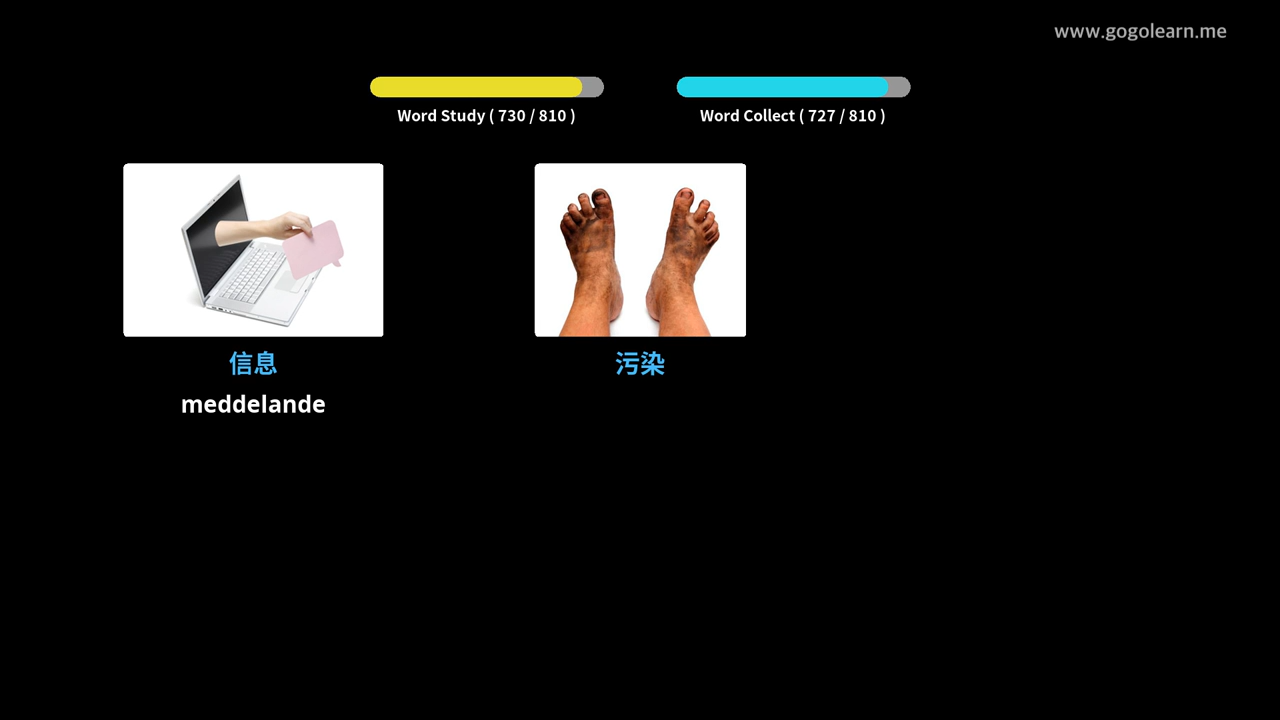 www.gogolearn.me
Word Study ( 730 / 810 )
Word Collect ( 727 / 810 )
信息
污染
meddelande